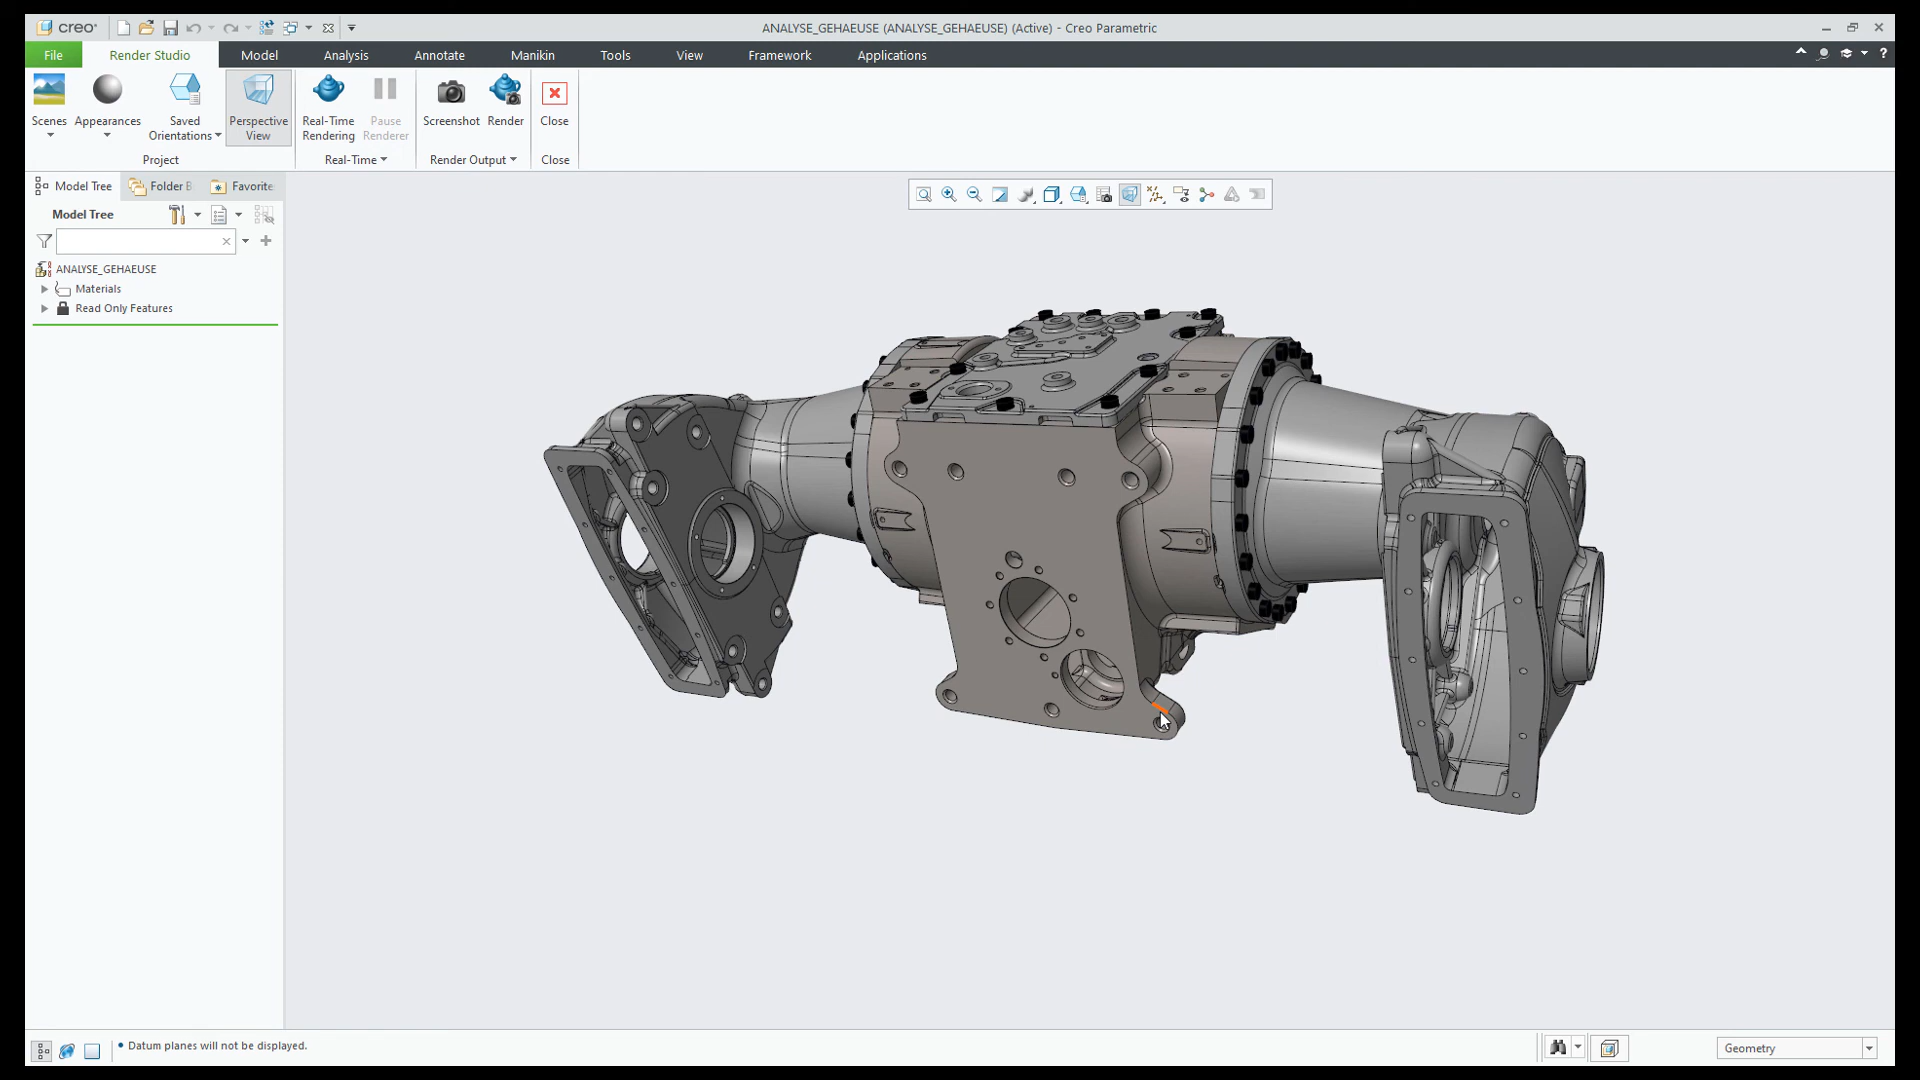 creo®
ANALYSE_GEHAEUSE (ANALYSE_GEHAEUSE) (Active) - Creo Parametric
File
Render Studio
Model
Analysis
Annotate
Manikin
Tools
View
Framework
Applications
Scenes
Appearances
Saved
Orientations
Perspective
View
Real-Time
Rendering
Pause
Renderer
Screenshot
Render
Close
Project
Real-Time
Render Output
Close
Model Tree
Folder B
Favorite
Model Tree
ANALYSE_GEHAEUSE
Materials
Read Only Features
• Datum planes will not be displayed.
Geometry